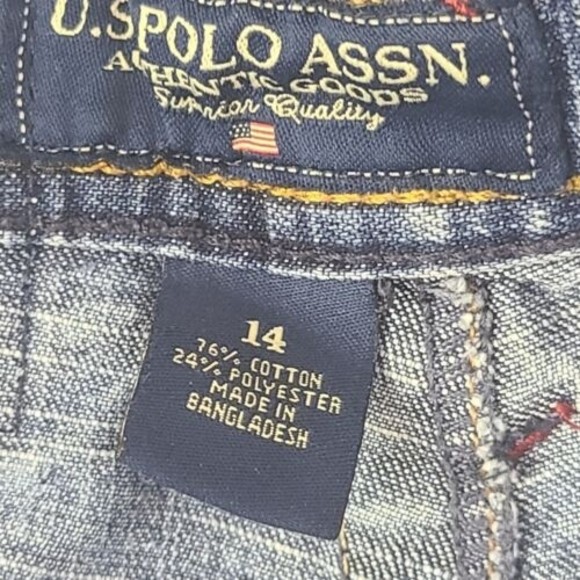 U.S. POLO ASSN.
AUTHENTIC GOODS
Superior Quality
14
76% COTTON
24% POLYESTER
MADE IN
BANGLADESH